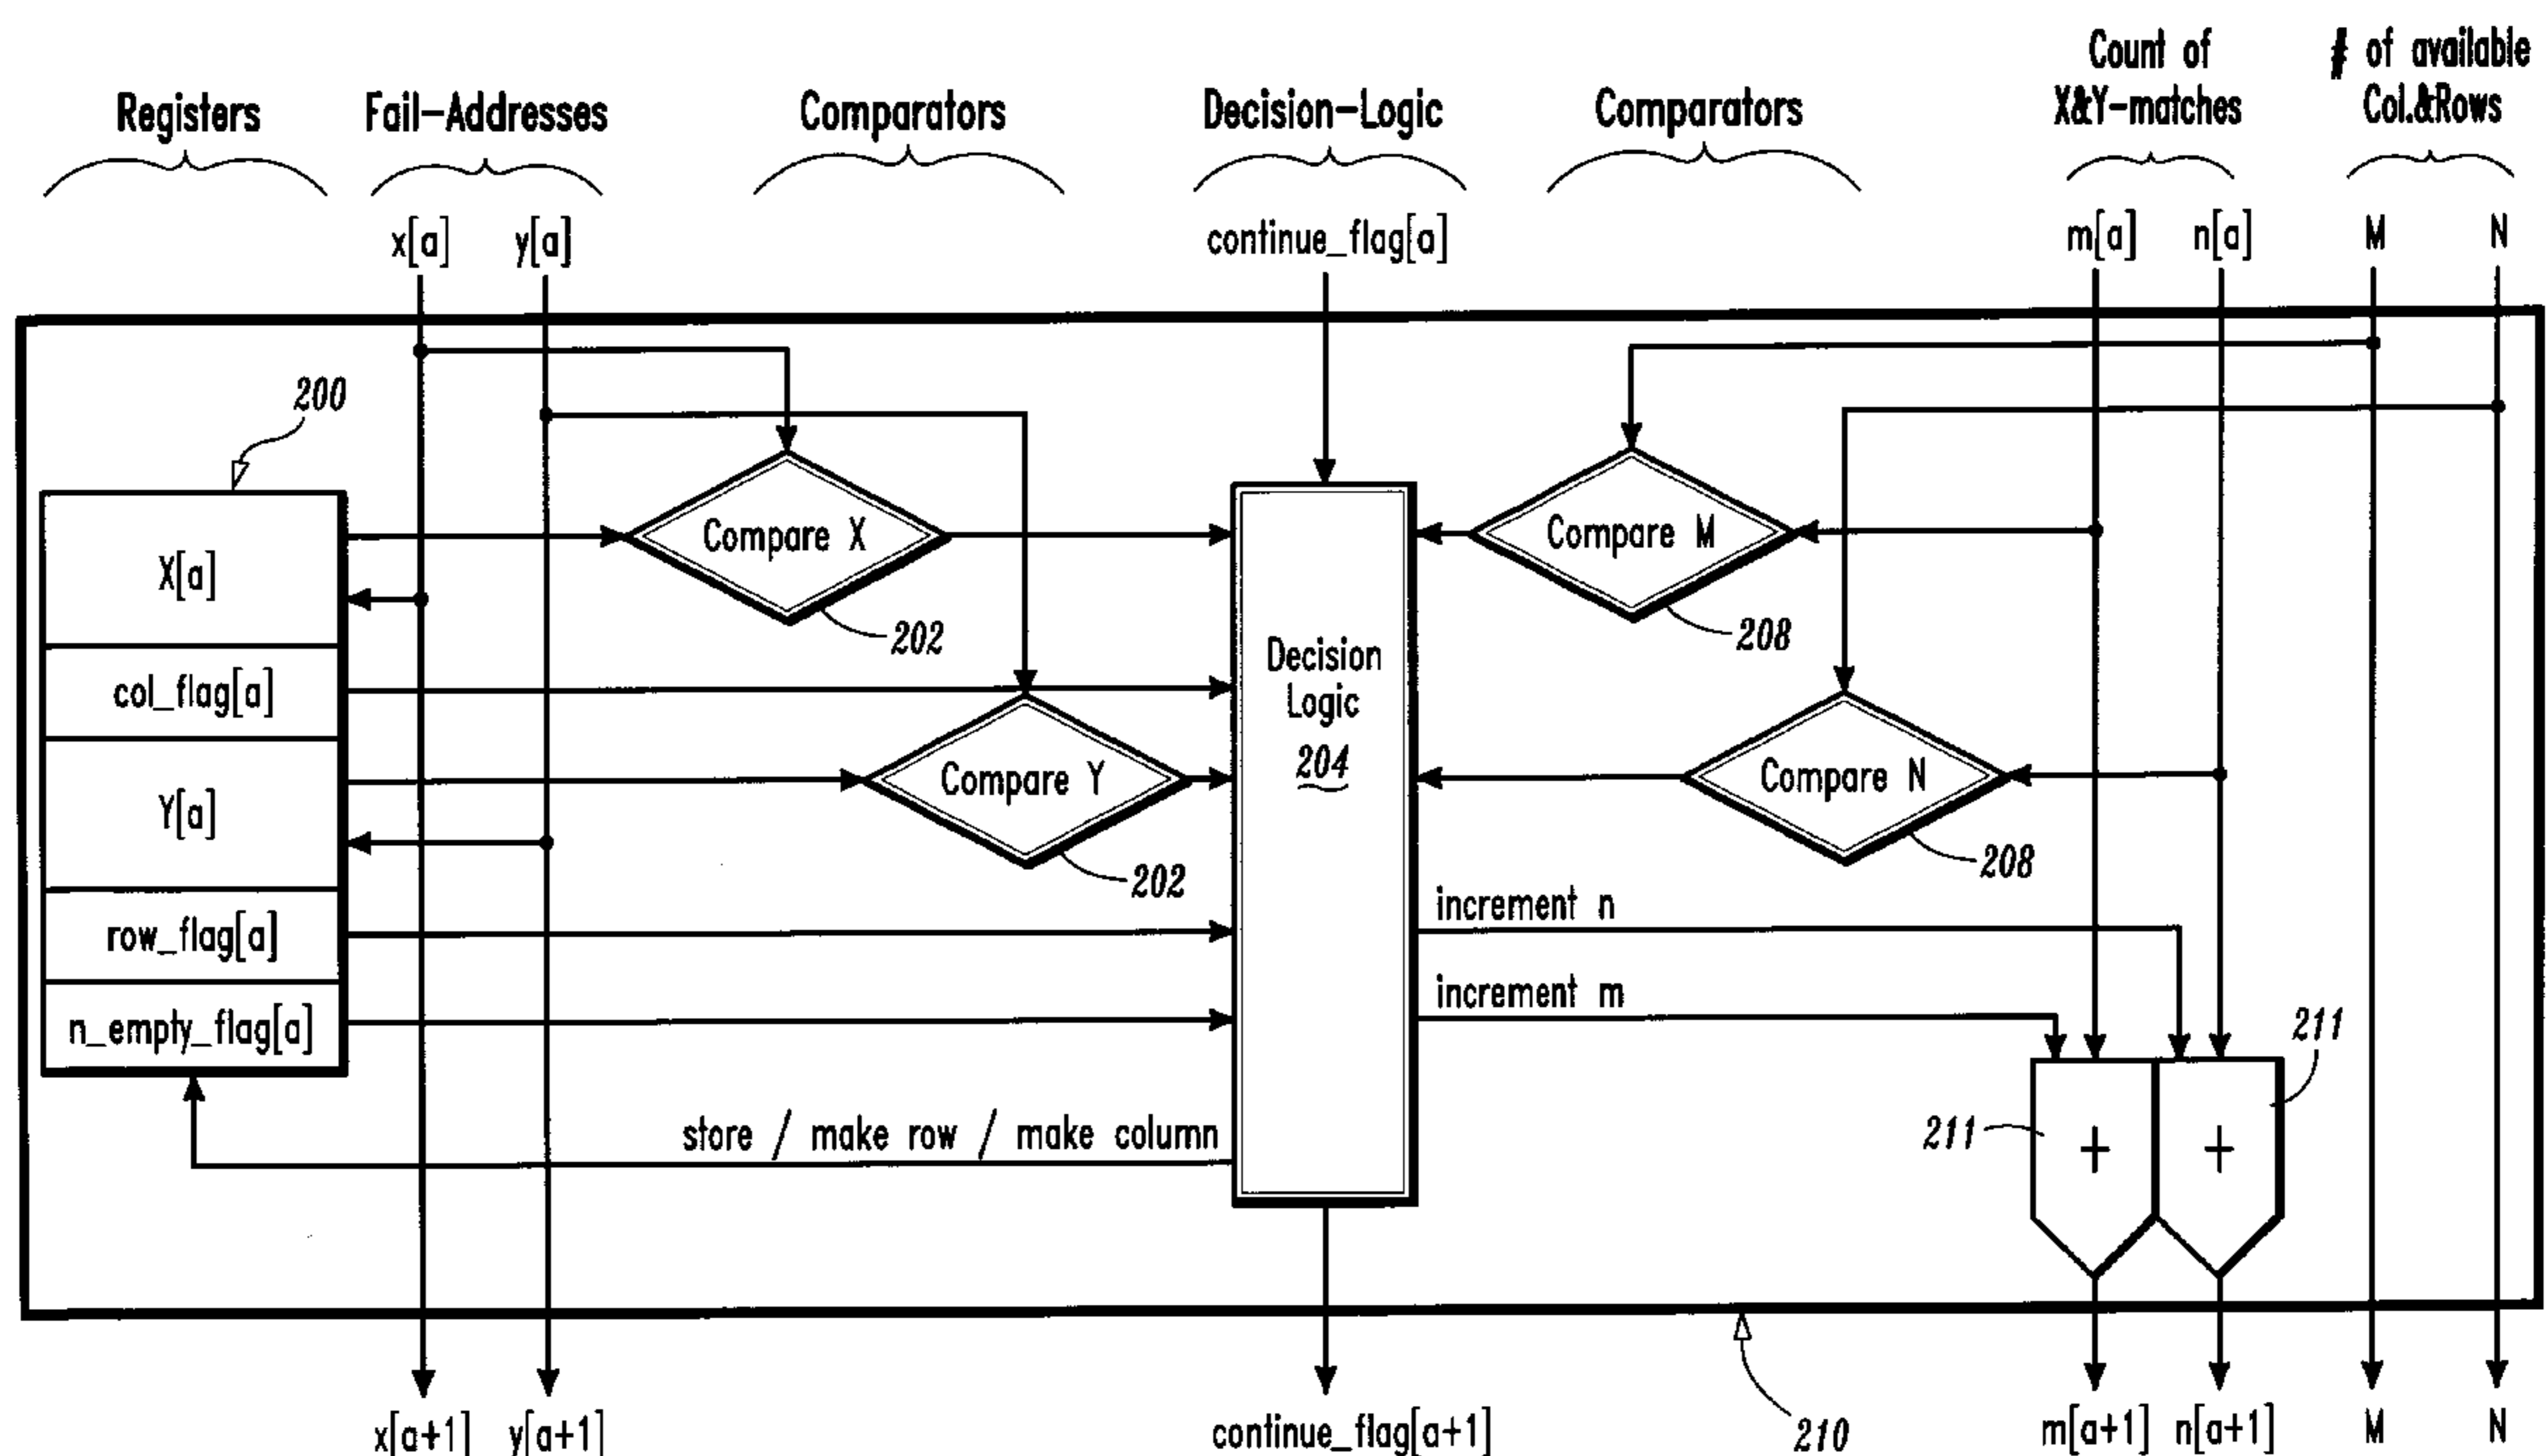 Count of
# of available
Registers
Fail-Addresses
Comparators
Decision-Logic
Comparators
X&Y-matches
Col.&Rows
x[a]
y[a]
continue_flag[a]
m[a]
n[a]
M
N
200
X[a]
Compare X
Compare M
202
208
col_flag[a]
Decision
Logic
204
Y[a]
Compare Y
Compare N
202
208
row_flag[a]
increment n
n_empty_flag[a]
increment m
211
store / make row / make column
211
+
+
x[a+1]
y[a+1]
continue_flag[a+1]
210
m[a+1]
n[a+1]
M
N